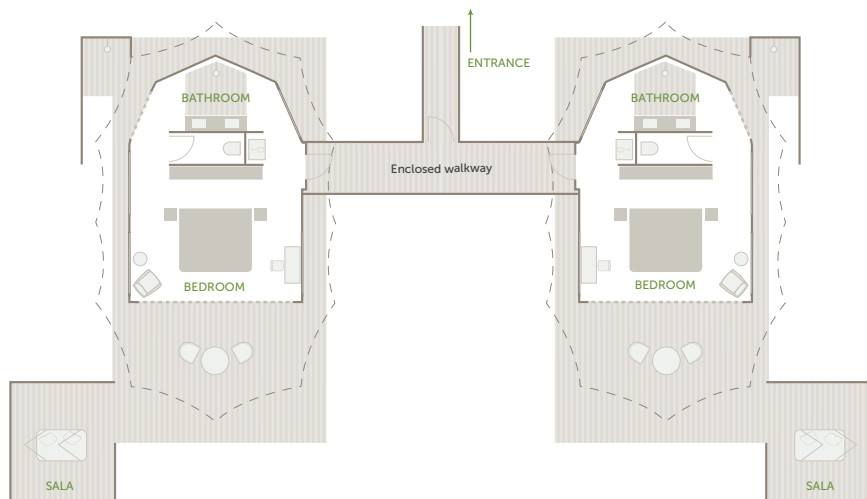 ENTRANCE
BATHROOM
BATHROOM
Enclosed walkway
BEDROOM
BEDROOM
SALA
SALA